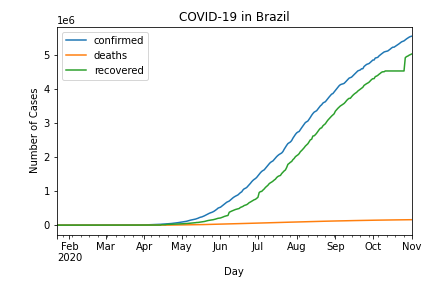 COVID-19 in Brazil
1e6
confirmed
deaths
recovered
5
4
3
2
1
0
Number of Cases
Feb Mar Apr May Jun Jul Aug Sep Oct Nov
2020
Day